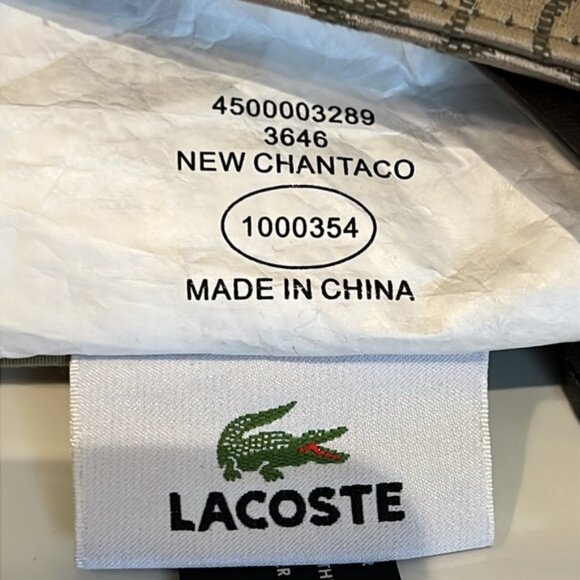 4500003289
3646
NEW CHANTACO
1000354
MADE IN CHINA
LACOSTE